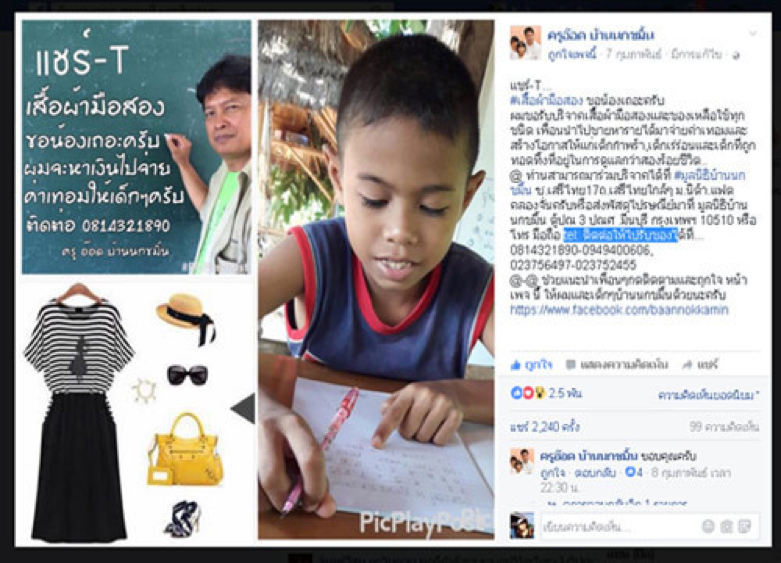 แชร์-T
เสื้อผ้ามือสอง
ขอน้องเถอะครับ
ผมจะหาเงินไปจ่าย
ค่าเทอมให้เด็กๆครับ
ติดต่อ 0814321890
ครู อ๊อด บ้านนกขมิ้น
PicPlayPost
ครูอ๊อด บ้านนกขมิ้น
ถูกใจเพจนี้ · 7 กุมภาพันธ์ · มีการแก้ไข ·
แชร์-T...
#เสื้อผ้ามือสอง ขอน้องเถอะครับ
ผมขอรับบริจาคเสื้อผ้ามือสองและของเหลือใช้ทุก
ชนิด เพื่อนำไปขายหารายได้มาจ่ายค่าเทอมและ
สร้างโอกาสให้แก่เด็กกำพร้า,เด็กเร่ร่อนและเด็กที่ถูก
ทอดทิ้งที่อยู่ในการดูแลกว่าสองร้อยชีวิต..
@ ท่านสามารถมาร่วมบริจาคได้ที่ #มูลนิธิบ้านนก
ขมิ้น ซ.เสรีไทย17ถ.เสรีไทยใกล้ๆ ม.นิด้า.แฟลต
คลองจั่นครับหรือส่งพัสดุไปรษณีย์มาที่ มูลนิธิบ้าน
นกขมิ้น ตู้ปณ 3 ปณศ .มีนบุรี กรุงเทพฯ 10510 หรือ
โทร มือถือ tel. ติดต่อให้ไปรับของได้ที่....
0814321890-0949400606,
023756497-023752455
@-@ ช่วยแนะนำเพื่อนๆกดติดตามและถูกใจ หน้า
เพจ นี้ ให้ผมและเด็กๆบ้านนกขมิ้นด้วยนะครับ
https://www.facebook.com/baannokkamin
ถูกใจ แสดงความคิดเห็น แชร์
2.5 พัน ความคิดเห็นยอดนิยม
แชร์ 2,240 ครั้ง 99 ความคิดเห็น
ครูอ๊อด บ้านนกขมิ้น ขอบคุณครับ
ถูกใจ · ตอบกลับ · 4 · 8 กุมภาพันธ์ เวลา
22:30 น.
เขียนความคิดเห็น...